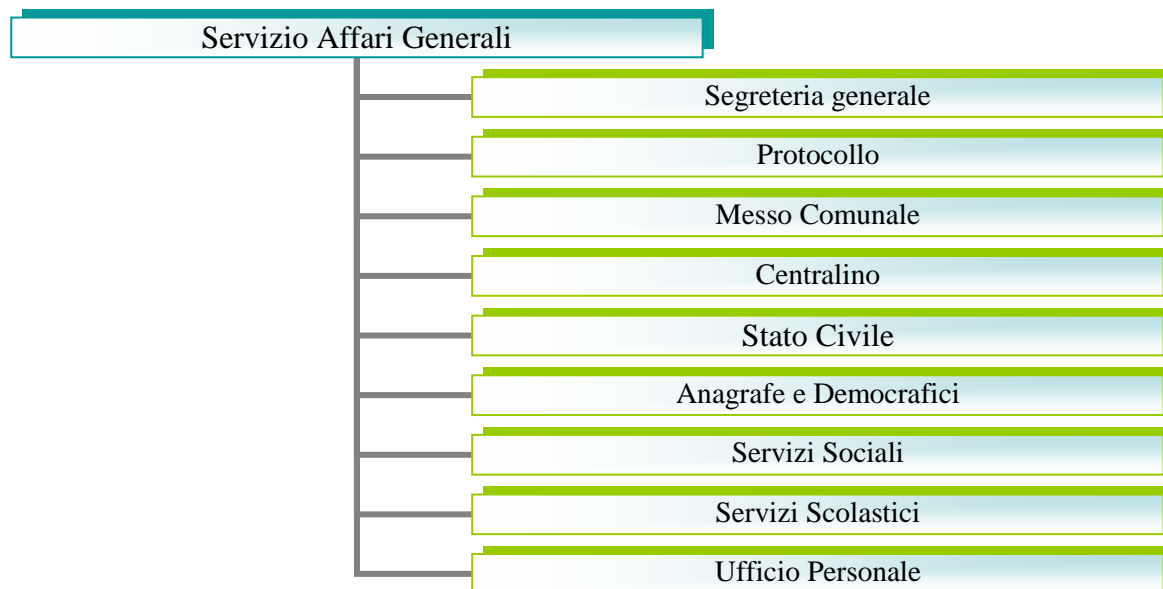 Servizio Affari Generali
Segreteria generale
Protocollo
Messo Comunale
Centralino
Stato Civile
Anagrafe e Democrafici
Servizi Sociali
Servizi Scolastici
Ufficio Personale